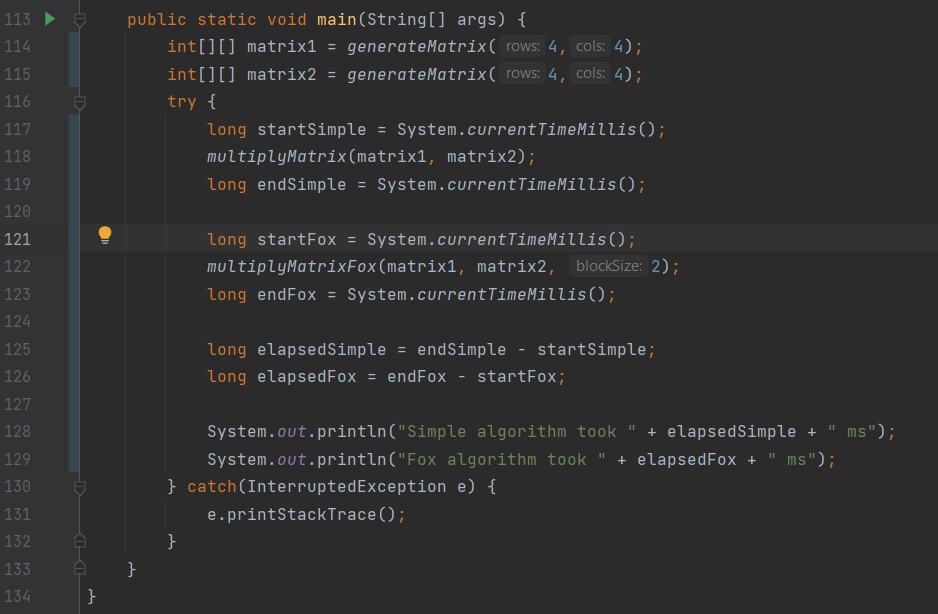 113 public static void main(String[] args) {
114 int[][] matrix1 = generateMatrix( rows: 4, cols: 4);
115 int[][] matrix2 = generateMatrix( rows: 4, cols: 4);
116 try {
117 long startSimple = System.currentTimeMillis();
118 multiplyMatrix(matrix1, matrix2);
119 long endSimple = System.currentTimeMillis();
120
121 long startFox = System.currentTimeMillis();
122 multiplyMatrixFox(matrix1, matrix2, blockSize: 2);
123 long endFox = System.currentTimeMillis();
124
125 long elapsedSimple = endSimple - startSimple;
126 long elapsedFox = endFox - startFox;
127
128 System.out.println("Simple algorithm took " + elapsedSimple + " ms");
129 System.out.println("Fox algorithm took " + elapsedFox + " ms");
130 } catch(InterruptedException e) {
131 e.printStackTrace();
132 }
133 }
134 }